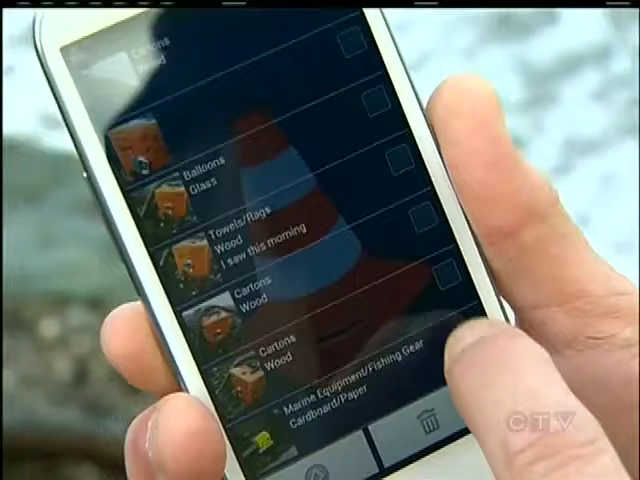 Cartons
Wood
Balloons
Glass
Towels/Rags
Wood
I saw this morning
Cartons
Wood
Cartons
Wood
Marine Equipment/Fishing Gear
Cardboard/Paper
CTV